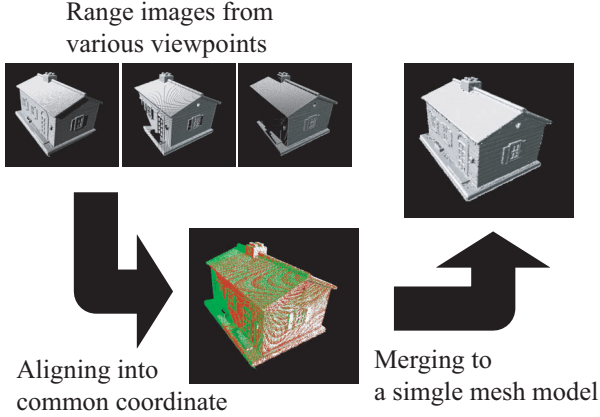 Range images from
various viewpoints
Aligning into
common coordinate
Merging to
a simgle mesh model